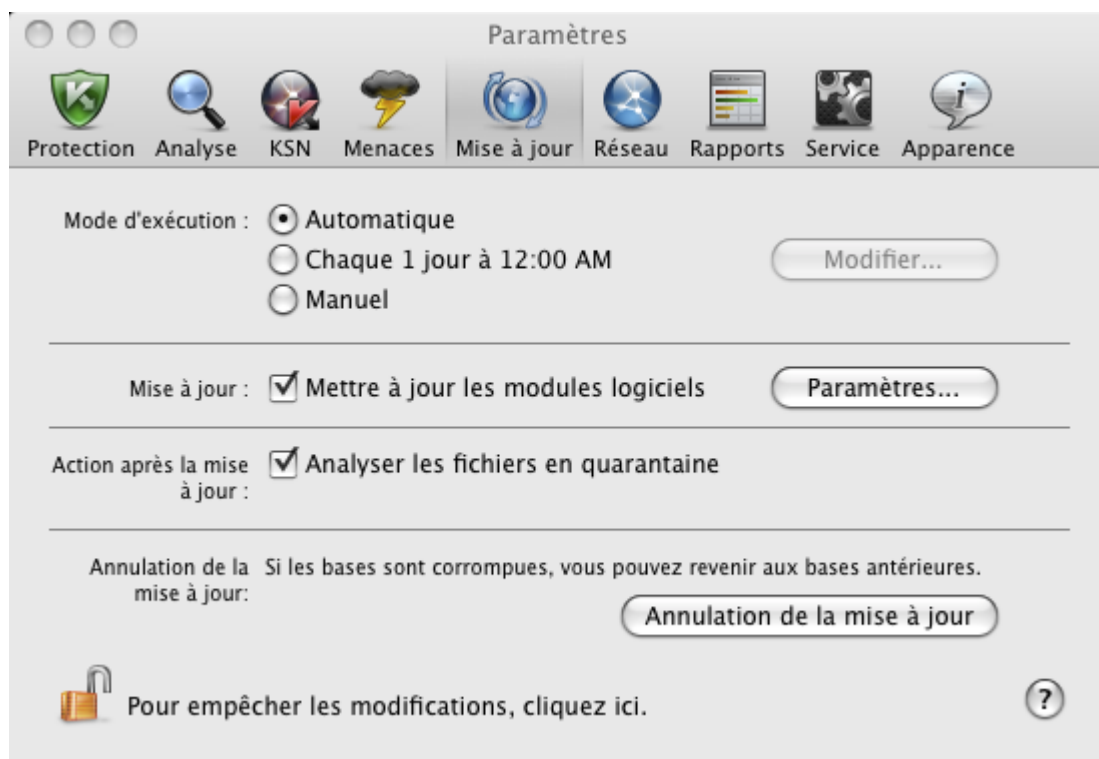 Paramètres
Protection Analyse KSN Menaces Mise à jour Réseau Rapports Service Apparence
Mode d'exécution : Automatique
Chaque 1 jour à 12:00 AM Modifier...
Manuel
Mise à jour : Mettre à jour les modules logiciels Paramètres...
Action après la mise Analyser les fichiers en quarantaine
à jour :
Annulation de la Si les bases sont corrompues, vous pouvez revenir aux bases antérieures.
mise à jour:
Annulation de la mise à jour
Pour empêcher les modifications, cliquez ici. ?